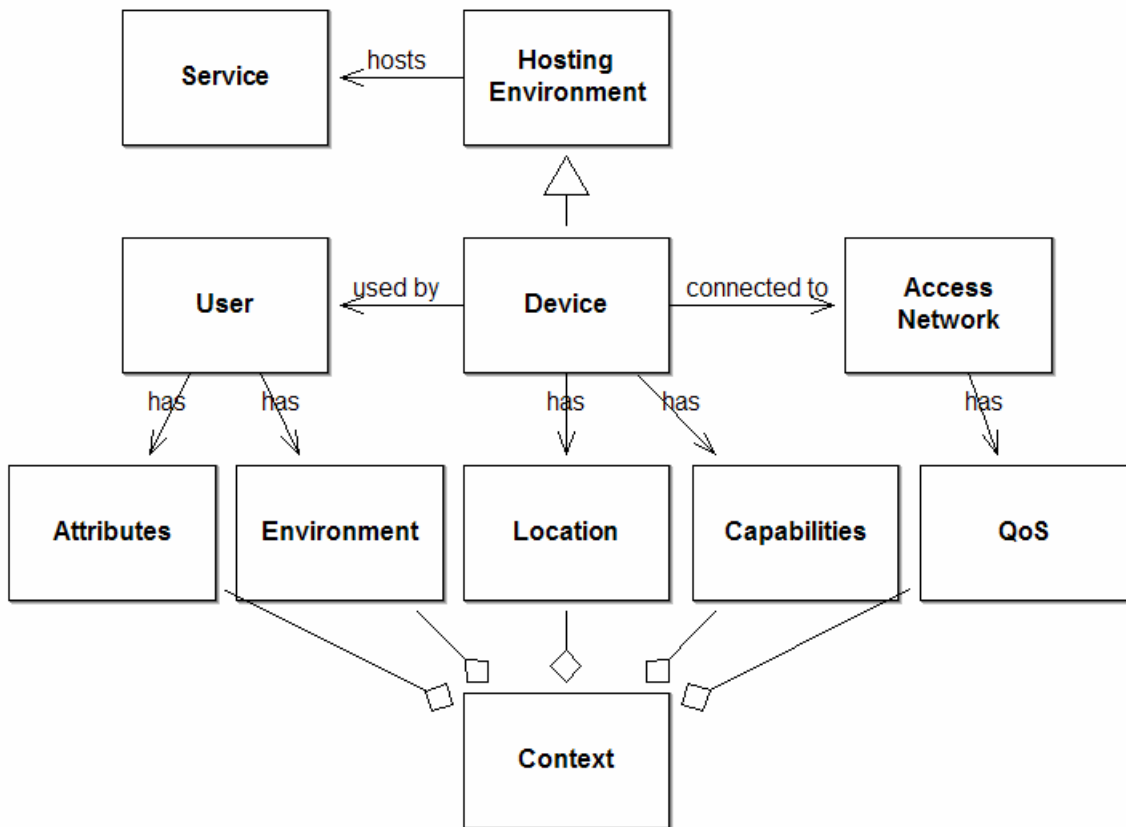 Service
hosts
Hosting
Environment
User
used by
Device
connected to
Access
Network
has
has
has
has
has
Attributes
Environment
Location
Capabilities
QoS
Context